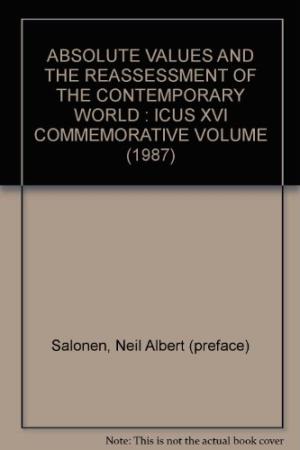 ABSOLUTE VALUES AND
THE REASSESSMENT OF
THE CONTEMPORARY
WORLD : ICUS XVI
COMMEMORATIVE VOLUME
(1987)
Salonen, Neil Albert (preface)
Note: This is not the actual book cover